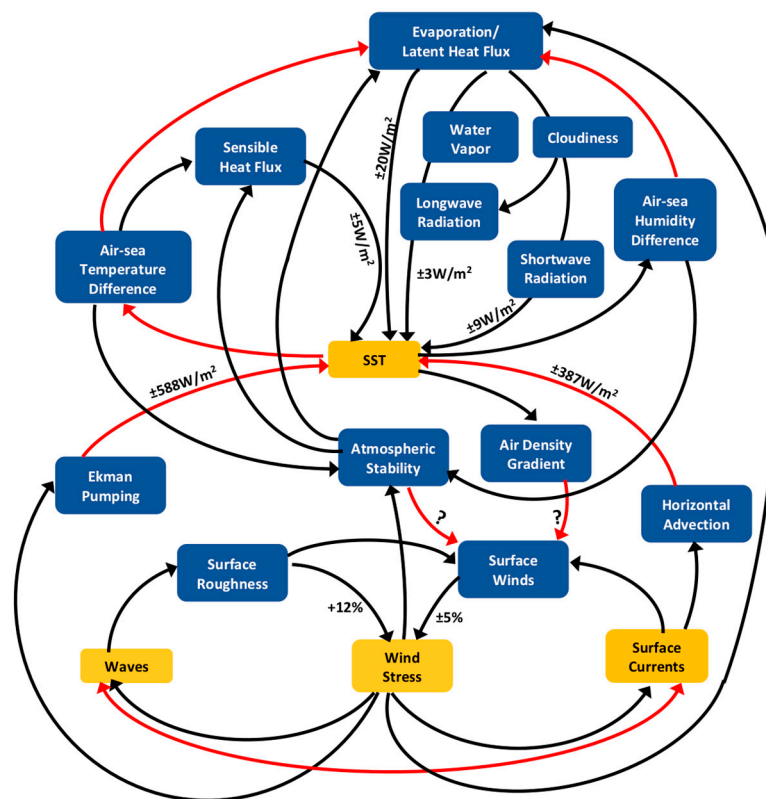 Evaporation/
Latent Heat Flux
Water
Vapor
Cloudiness
Sensible
Heat Flux
±20W/m²
Longwave
Radiation
Air-sea
Humidity
Difference
±5W/m²
Air-sea
Temperature
Difference
±3W/m²
Shortwave
Radiation
±9W/m²
SST
±588W/m²
±387W/m²
Atmospheric
Stability
Air Density
Gradient
Ekman
Pumping
Horizontal
Advection
?
?
Surface
Roughness
Surface
Winds
+12%
±5%
Waves
Wind
Stress
Surface
Currents